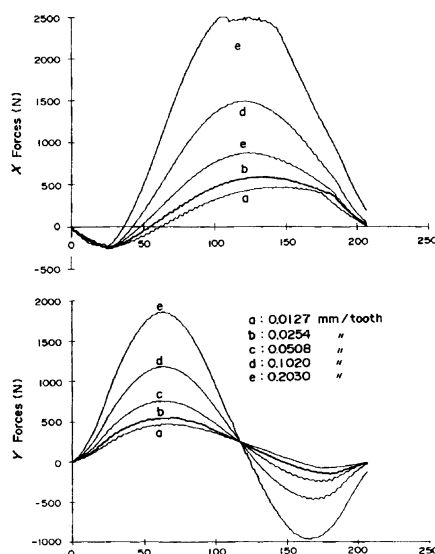 2500
2000
1500
1000
500
0
-500
X Forces (N)
e
d
e
b
a
50
100
150
200
250
2000
1500
1000
500
0
-500
-1000
Y Forces (N)
e
d
c
b
a
a : 0.0127 mm/tooth
b : 0.0254 〃
c : 0.0508 〃
d : 0.1020 〃
e : 0.2030 〃
0
50
100
150
200
250